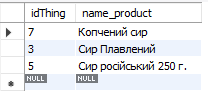 idThing name_product
7 Копчений сир
3 Сир Плавлений
5 Сир російський 250 г.
NULL NULL